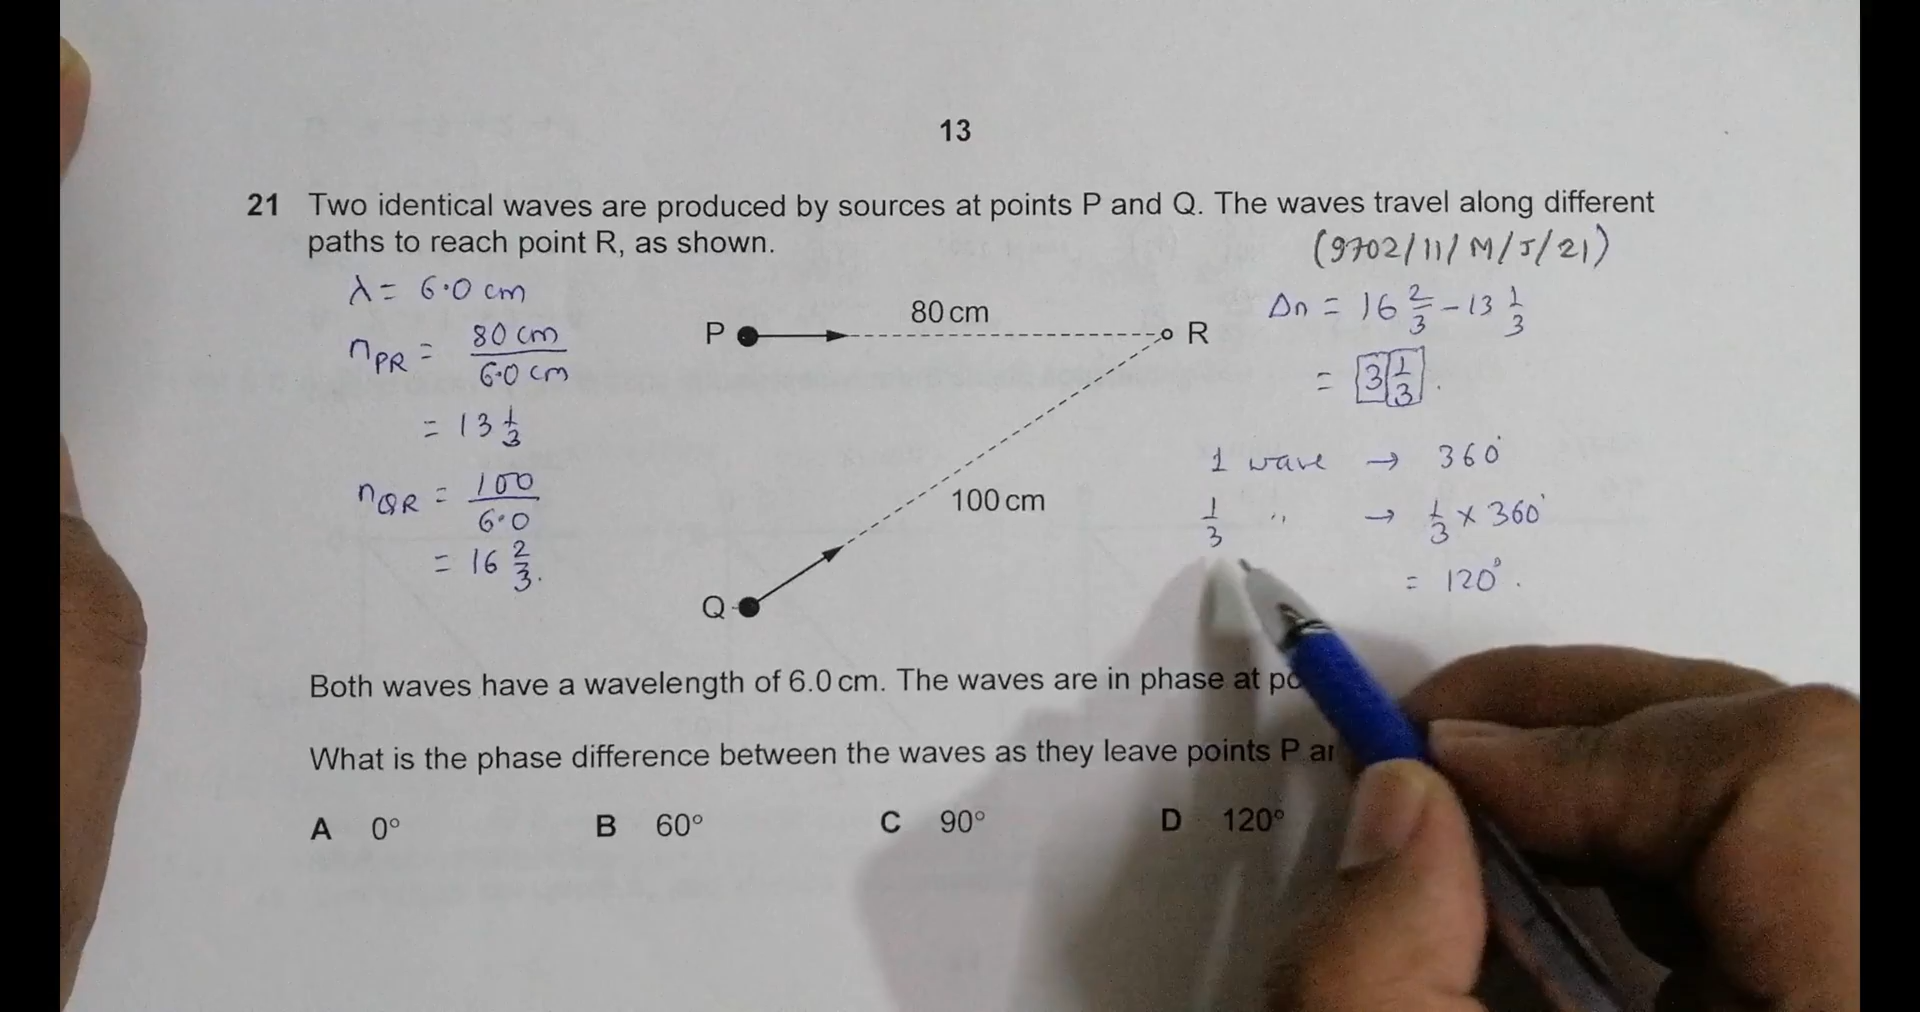 13
21 Two identical waves are produced by sources at points P and Q. The waves travel along different
paths to reach point R, as shown.
(9702/11/M/J/21)
λ = 6.0 cm
n_PR = 80 cm / 6.0 cm
= 13 1/3
n_QR = 100 / 6.0
= 16 2/3.
P
80 cm
R
100 cm
Q
Δn = 16 2/3 - 13 1/3
= 3 1/3.
1 wave → 360°
1/3 " → 1/3 × 360°
= 120°.
Both waves have a wavelength of 6.0 cm. The waves are in phase at
What is the phase difference between the waves as they leave points P
A 0° B 60° C 90° D 120°